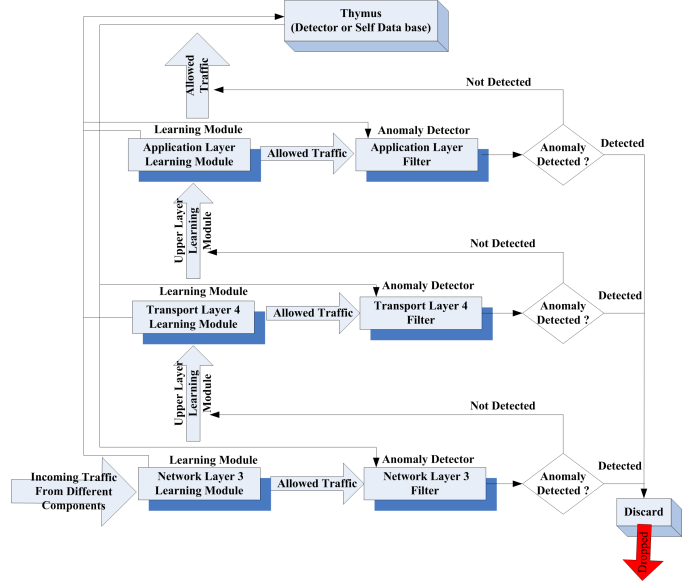 Thymus
(Detector or Self Data base)
Allowed
Traffic
Not Detected
Learning Module
Anomaly Detector
Application Layer
Learning Module
Allowed Traffic
Application Layer
Filter
Anomaly
Detected ?
Detected
Upper Layer
Learning
Module
Not Detected
Learning Module
Anomaly Detector
Transport Layer 4
Learning Module
Allowed Traffic
Transport Layer 4
Filter
Anomaly
Detected ?
Detected
Upper Layer
Learning
Module
Not Detected
Learning Module
Anomaly Detector
Incoming Traffic
From Different
Components
Network Layer 3
Learning Module
Allowed Traffic
Network Layer 3
Filter
Anomaly
Detected ?
Detected
Discard
Dropped